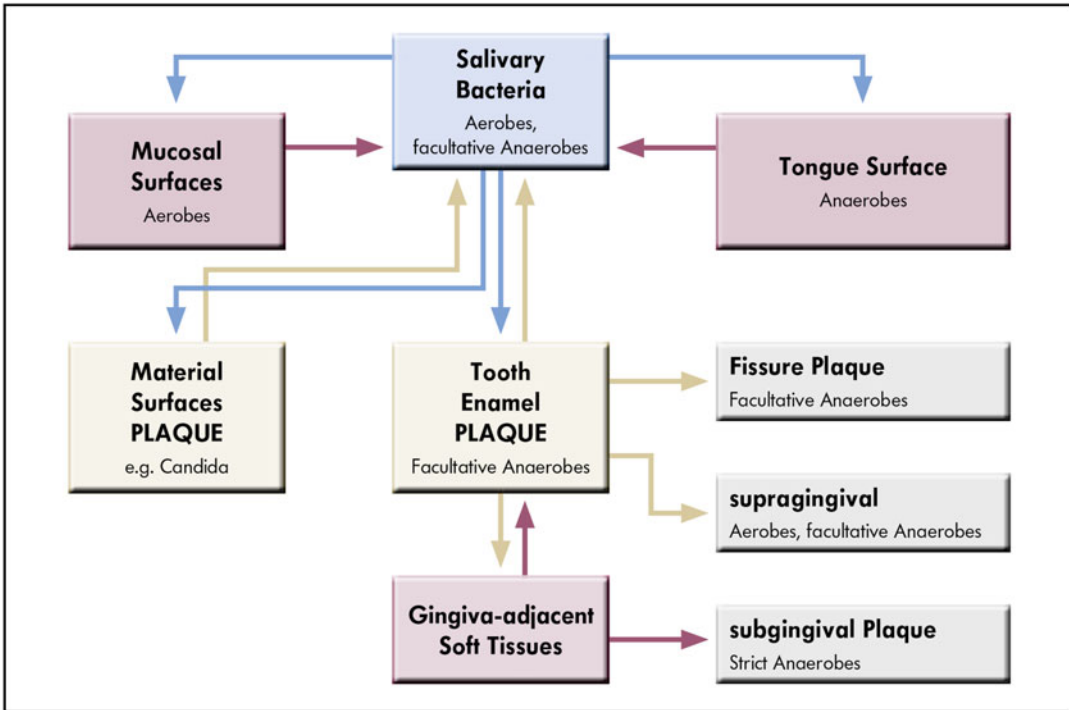 Salivary
Bacteria
Aerobes,
facultative Anaerobes
Mucosal
Surfaces
Aerobes
Tongue Surface
Anaerobes
Material
Surfaces
PLAQUE
e.g. Candida
Tooth
Enamel
PLAQUE
Facultative Anaerobes
Fissure Plaque
Facultative Anaerobes
supragingival
Aerobes, facultative Anaerobes
Gingiva-adjacent
Soft Tissues
subgingival Plaque
Strict Anaerobes